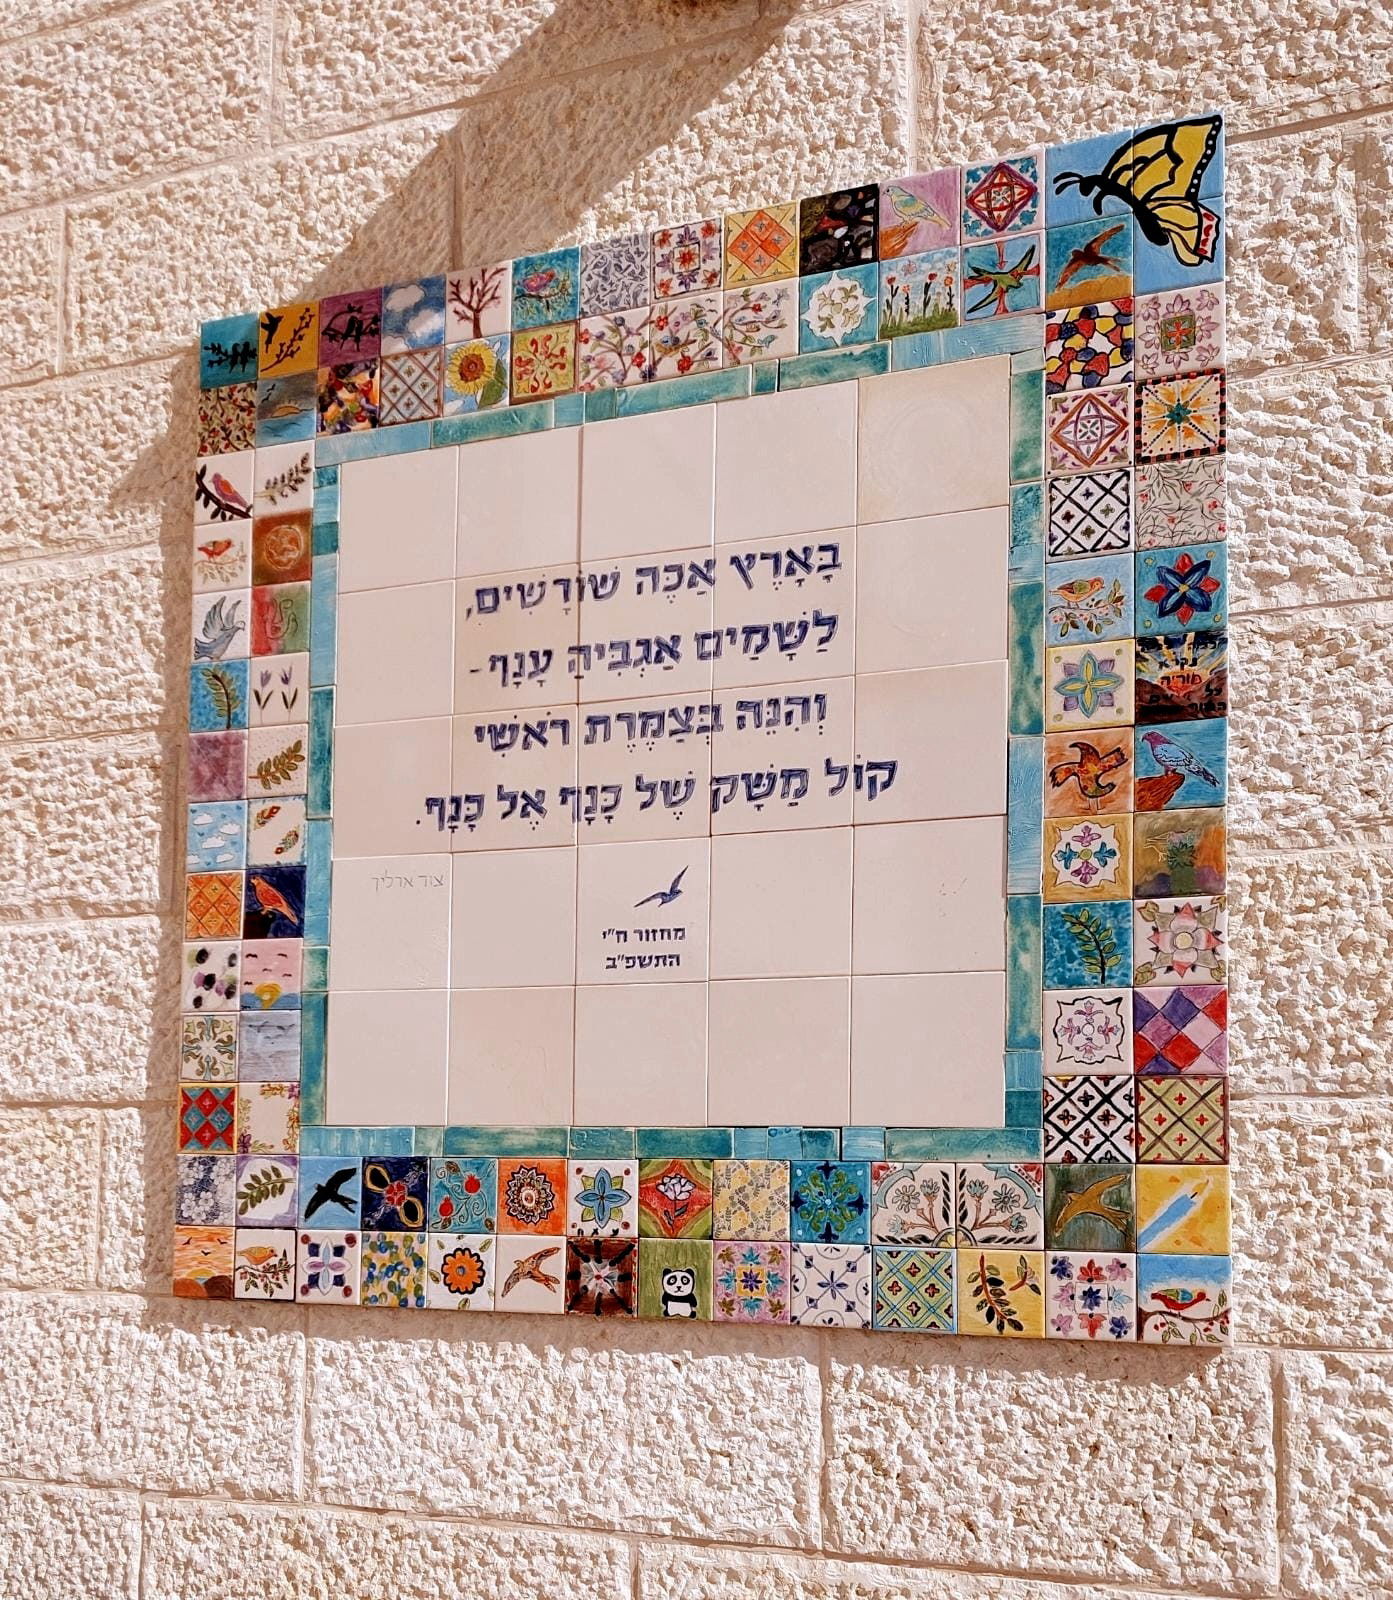 בָּאָרֶץ אַכֶּה שׁוֹרָשִׁים,
לַשָּׁמַיִם אַגְבִּיהַּ עָנָף -
וְהִנֵּה בְּצַמֶּרֶת רֹאשִׁי
קוֹל מַשָּׁק שֶׁל כָּנָף אֶל כָּנָף.
צור ארליך
מחזור ח"י
התשפ"ב